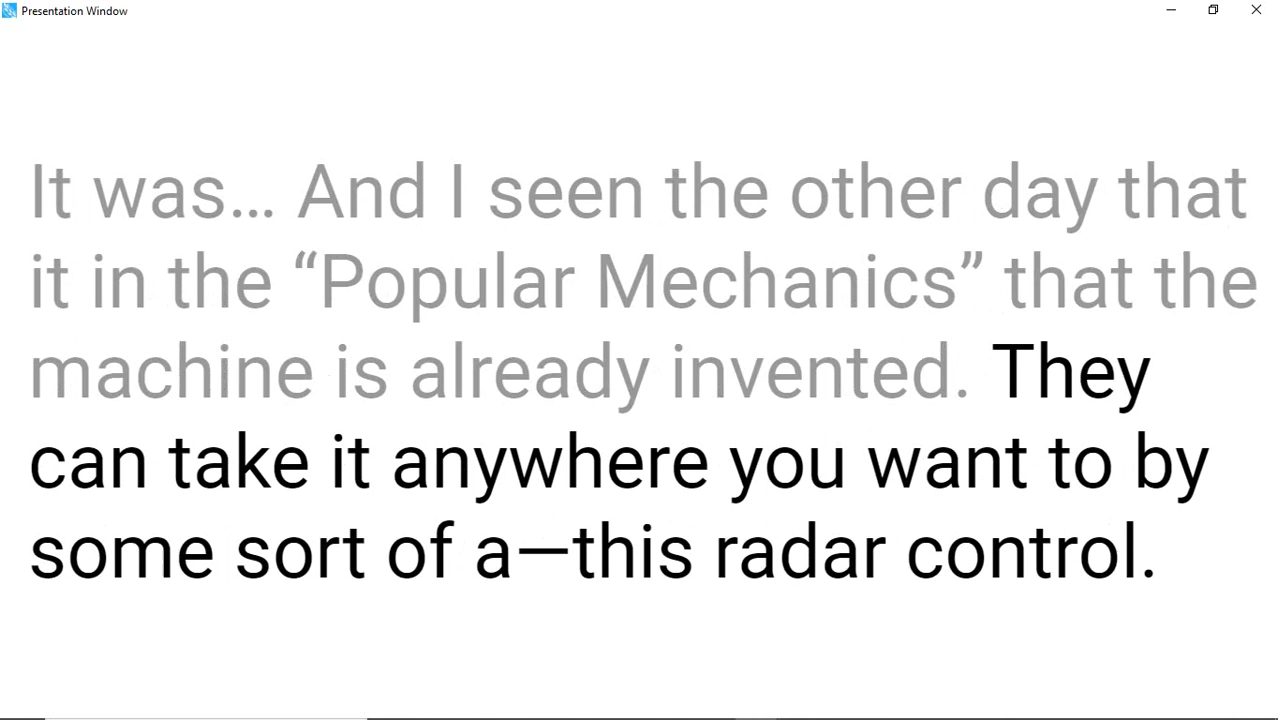 Presentation Window
It was… And I seen the other day that
it in the “Popular Mechanics” that the
machine is already invented. They
can take it anywhere you want to by
some sort of a—this radar control.